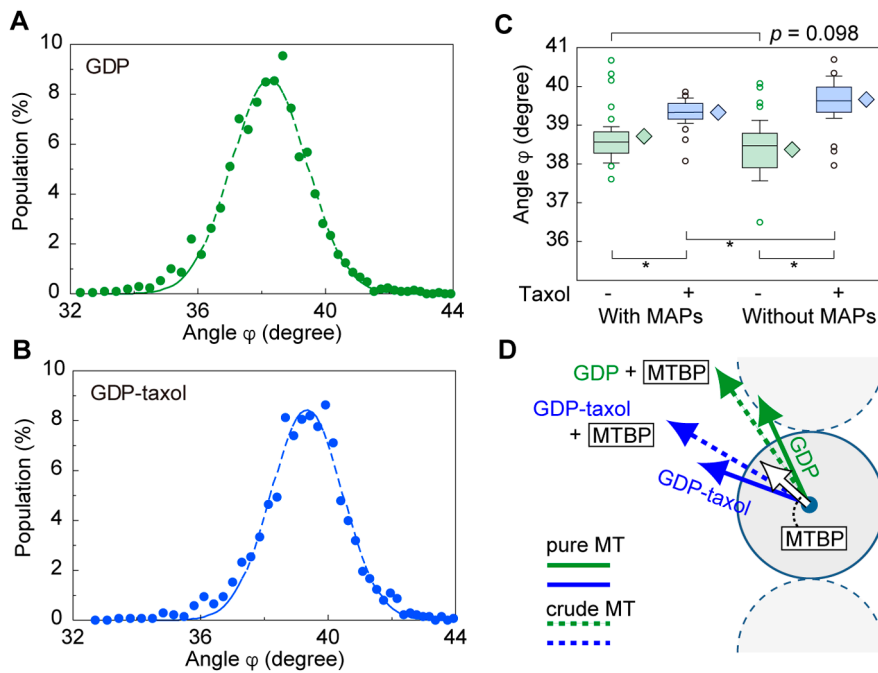 A
GDP
Population (%)
10
8
6
4
2
0
32
36
40
44
Angle φ (degree)
B
GDP-taxol
Population (%)
10
8
6
4
2
0
32
36
40
44
Angle φ (degree)
C
p = 0.098
Angle φ (degree)
41
40
39
38
37
36
*
*
*
Taxol - + - +
With MAPs Without MAPs
D
GDP + MTBP
GDP-taxol
+ MTBP
GDP
GDP-taxol
MTBP
pure MT
crude MT